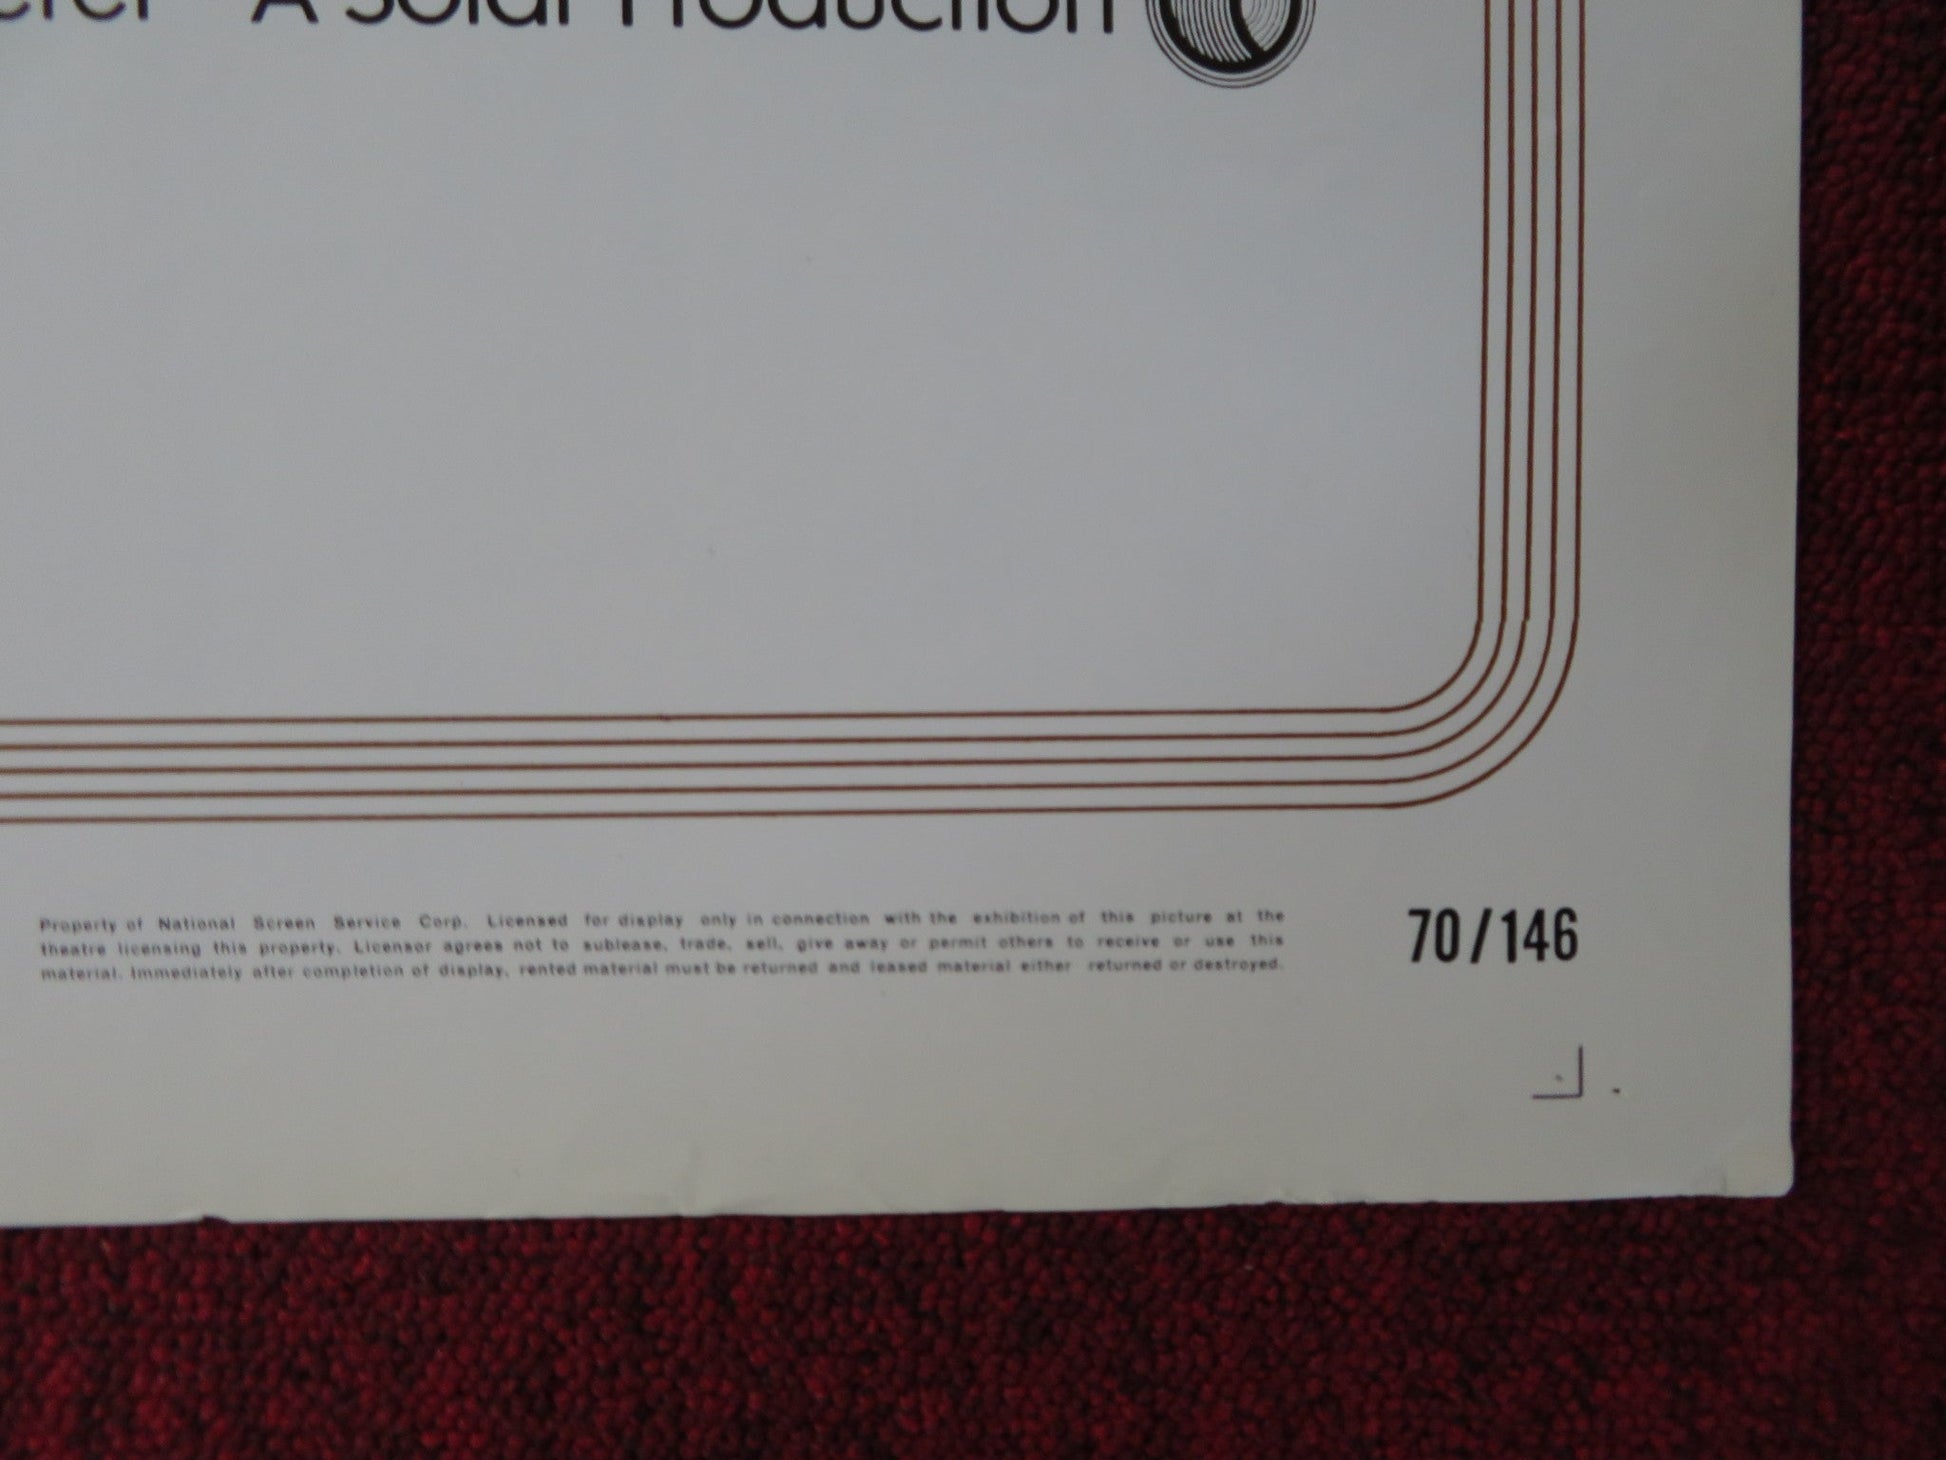 A Solar Production
Property of National Screen Service Corp. Licensed for display only in connection with the exhibition of this picture at the
theatre licensing this property. Licensor agrees not to sublease, trade, sell, give away or permit others to receive or use this
material. Immediately after completion of display, rented material must be returned and leased material either returned or destroyed.
70/146